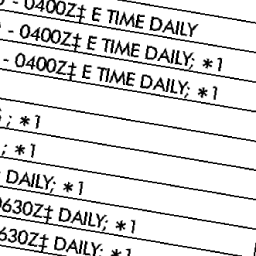 - 0400Z‡ E TIME DAILY
- 0400Z‡ E TIME DAILY; *1
- 0400Z‡ E TIME DAILY; *1
; *1
; *1
DAILY; *1
0630Z‡ DAILY; *1
630Z‡ DAILY; *1